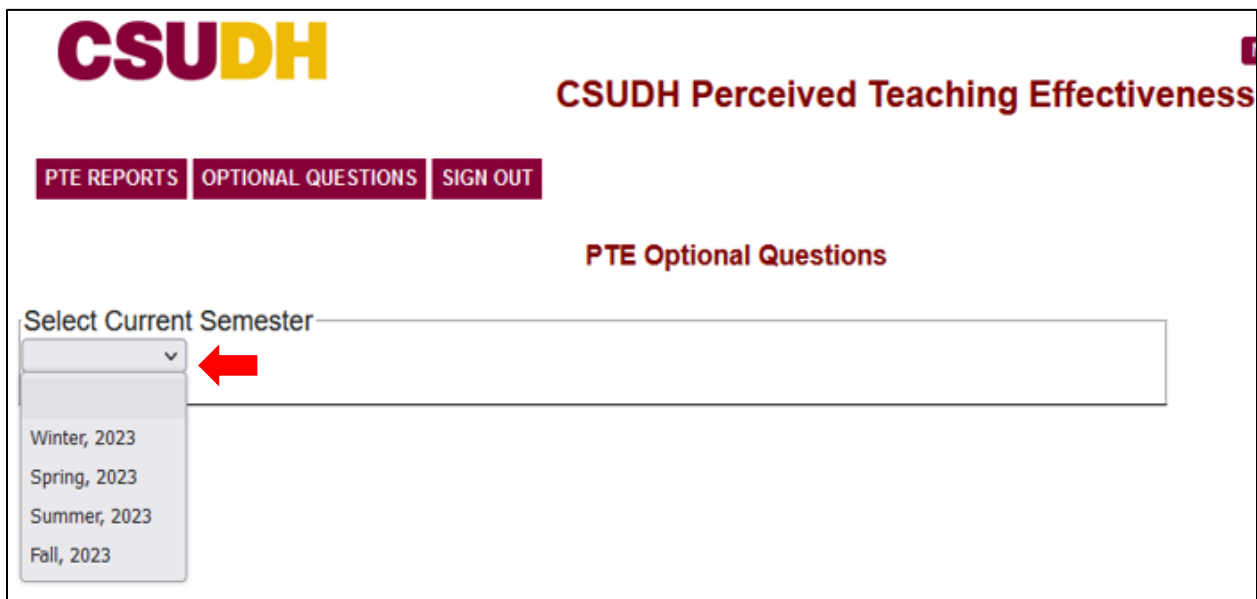 CSUDH
CSUDH Perceived Teaching Effectiveness
PTE REPORTS OPTIONAL QUESTIONS SIGN OUT
PTE Optional Questions
Select Current Semester
Winter, 2023
Spring, 2023
Summer, 2023
Fall, 2023